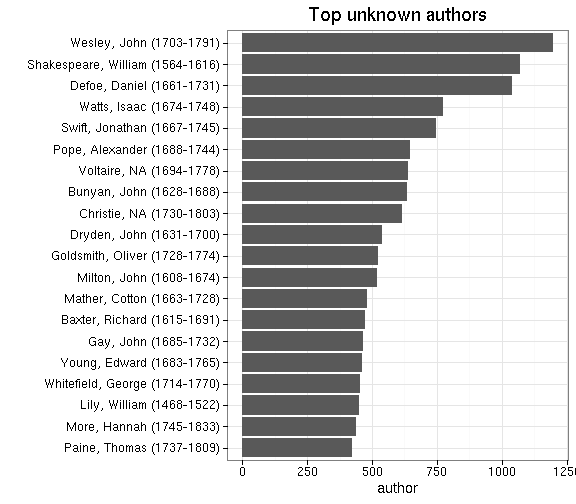 Top unknown authors
Wesley, John (1703-1791)
Shakespeare, William (1564-1616)
Defoe, Daniel (1661-1731)
Watts, Isaac (1674-1748)
Swift, Jonathan (1667-1745)
Pope, Alexander (1688-1744)
Voltaire, NA (1694-1778)
Bunyan, John (1628-1688)
Christie, NA (1730-1803)
Dryden, John (1631-1700)
Goldsmith, Oliver (1728-1774)
Milton, John (1608-1674)
Mather, Cotton (1663-1728)
Baxter, Richard (1615-1691)
Gay, John (1685-1732)
Young, Edward (1683-1765)
Whitefield, George (1714-1770)
Lily, William (1468-1522)
More, Hannah (1745-1833)
Paine, Thomas (1737-1809)
0 250 500 750 1000 1250
author